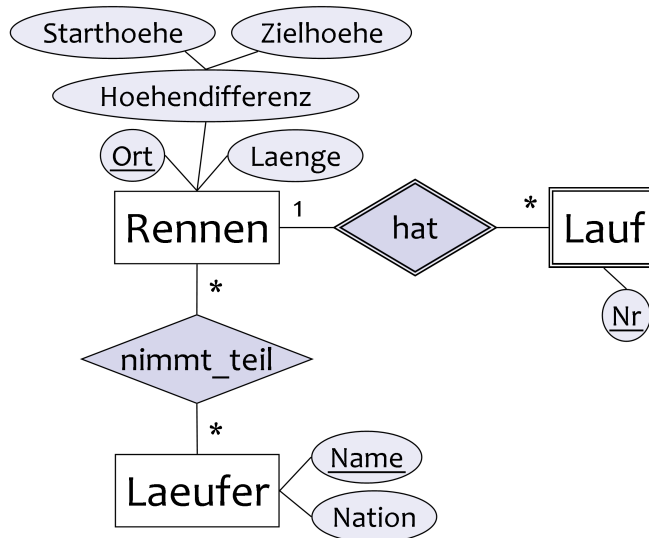 Starthoehe
Zielhoehe
Hoehendifferenz
Ort
Laenge
Rennen
1
hat
*
Lauf
Nr
*
nimmt_teil
*
Laeufer
Name
Nation